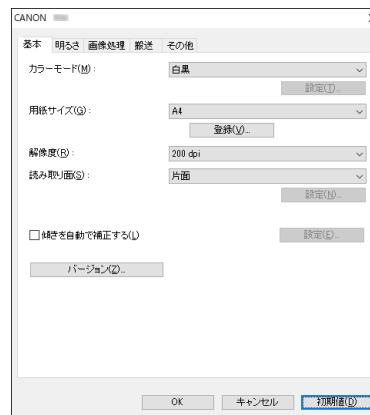 CANON
基本 明るさ 画像処理 搬送 その他
カラーモード(M): 白黒
設定(T)...
用紙サイズ(G): A4
登録(V)...
解像度(R): 200 dpi
読み取り面(S): 片面
設定(N)...
傾きを自動で補正する(L) 設定(E)...
バージョン(Z)...
OK キャンセル 初期値(D)